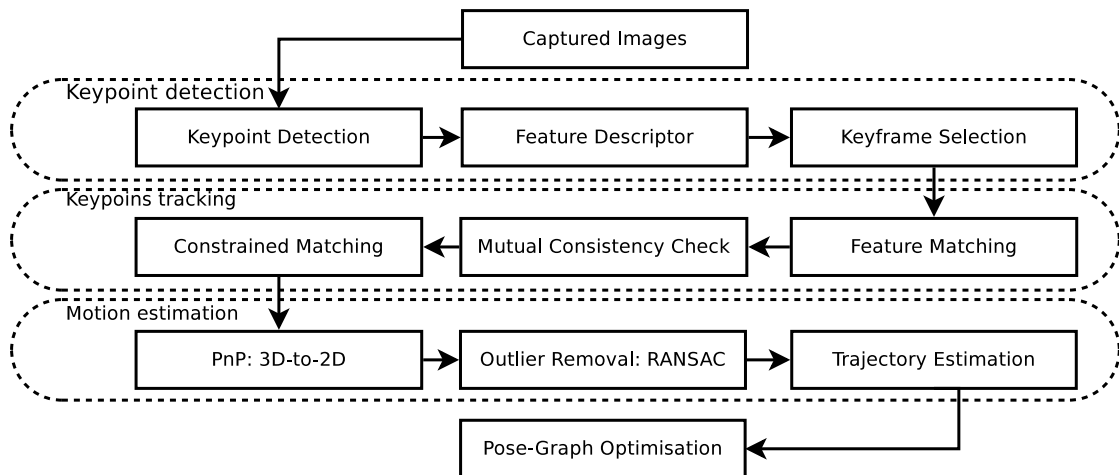 Captured Images
Keypoint detection
Keypoint Detection
Feature Descriptor
Keyframe Selection
Keypoins tracking
Constrained Matching
Mutual Consistency Check
Feature Matching
Motion estimation
PnP: 3D-to-2D
Outlier Removal: RANSAC
Trajectory Estimation
Pose-Graph Optimisation